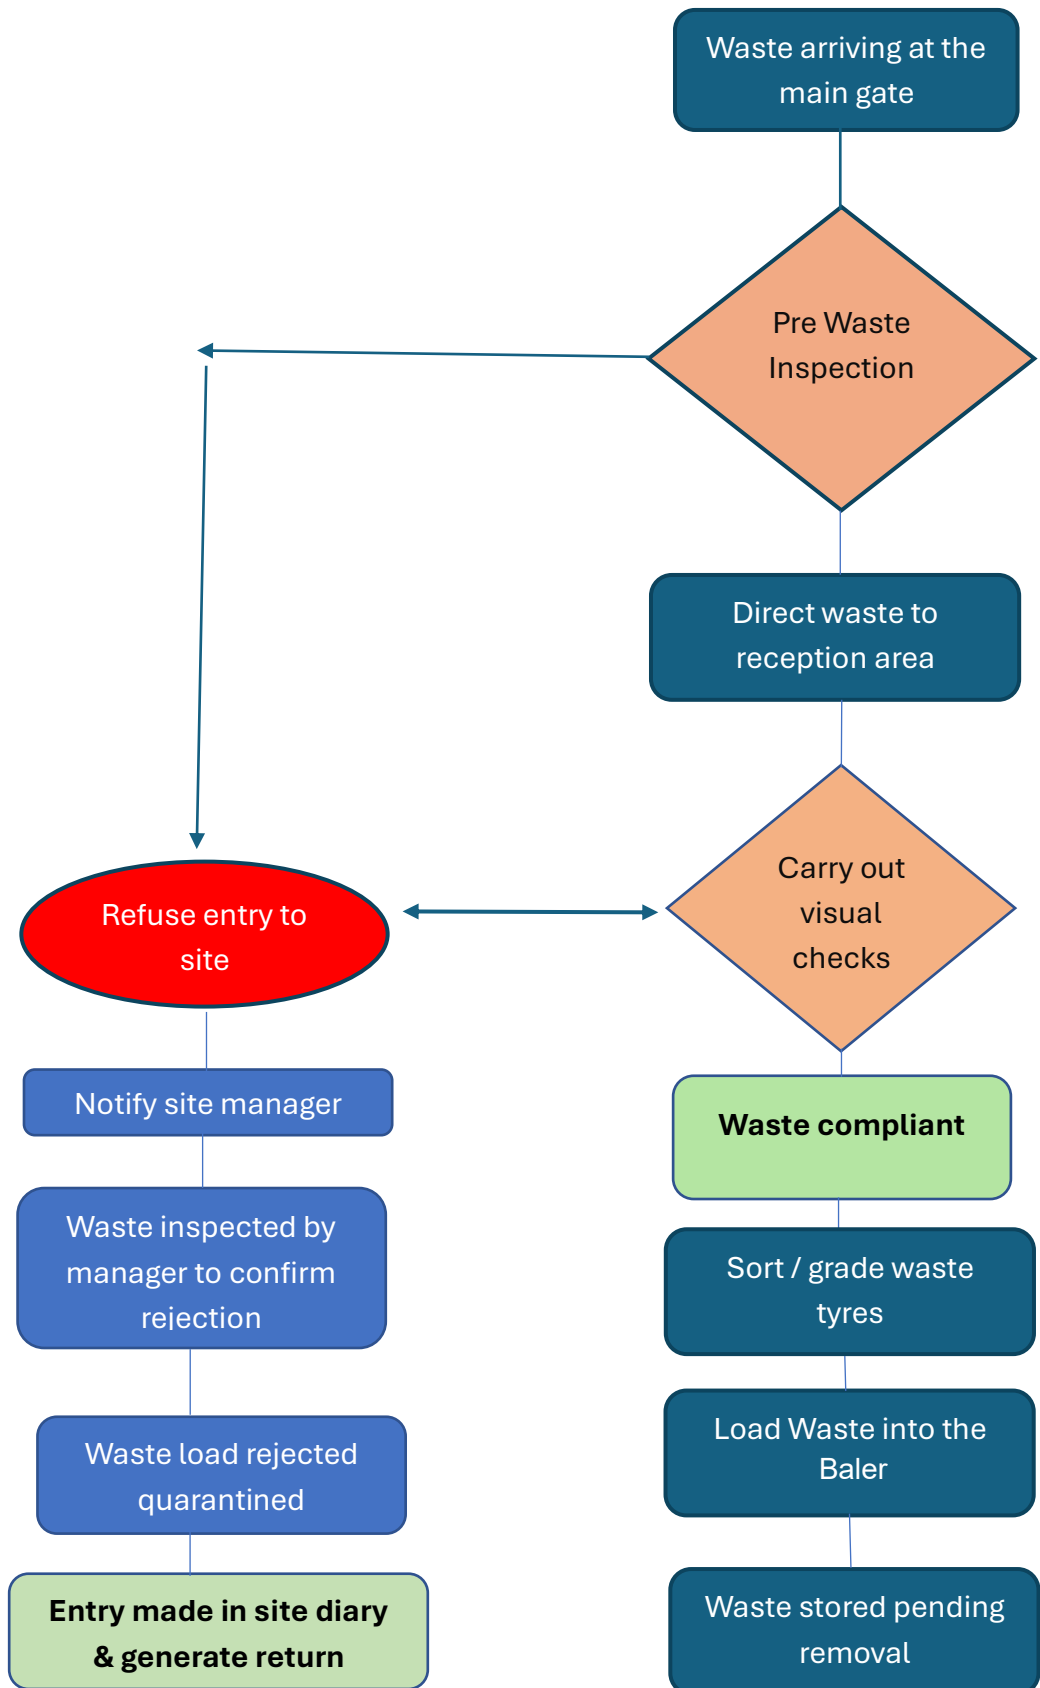 Waste arriving at the
main gate
Pre Waste
Inspection
Direct waste to
reception area
Carry out
visual
checks
Refuse entry to
site
Notify site manager
Waste inspected by
manager to confirm
rejection
Waste load rejected
quarantined
Entry made in site diary
& generate return
Waste compliant
Sort / grade waste
tyres
Load Waste into the
Baler
Waste stored pending
removal